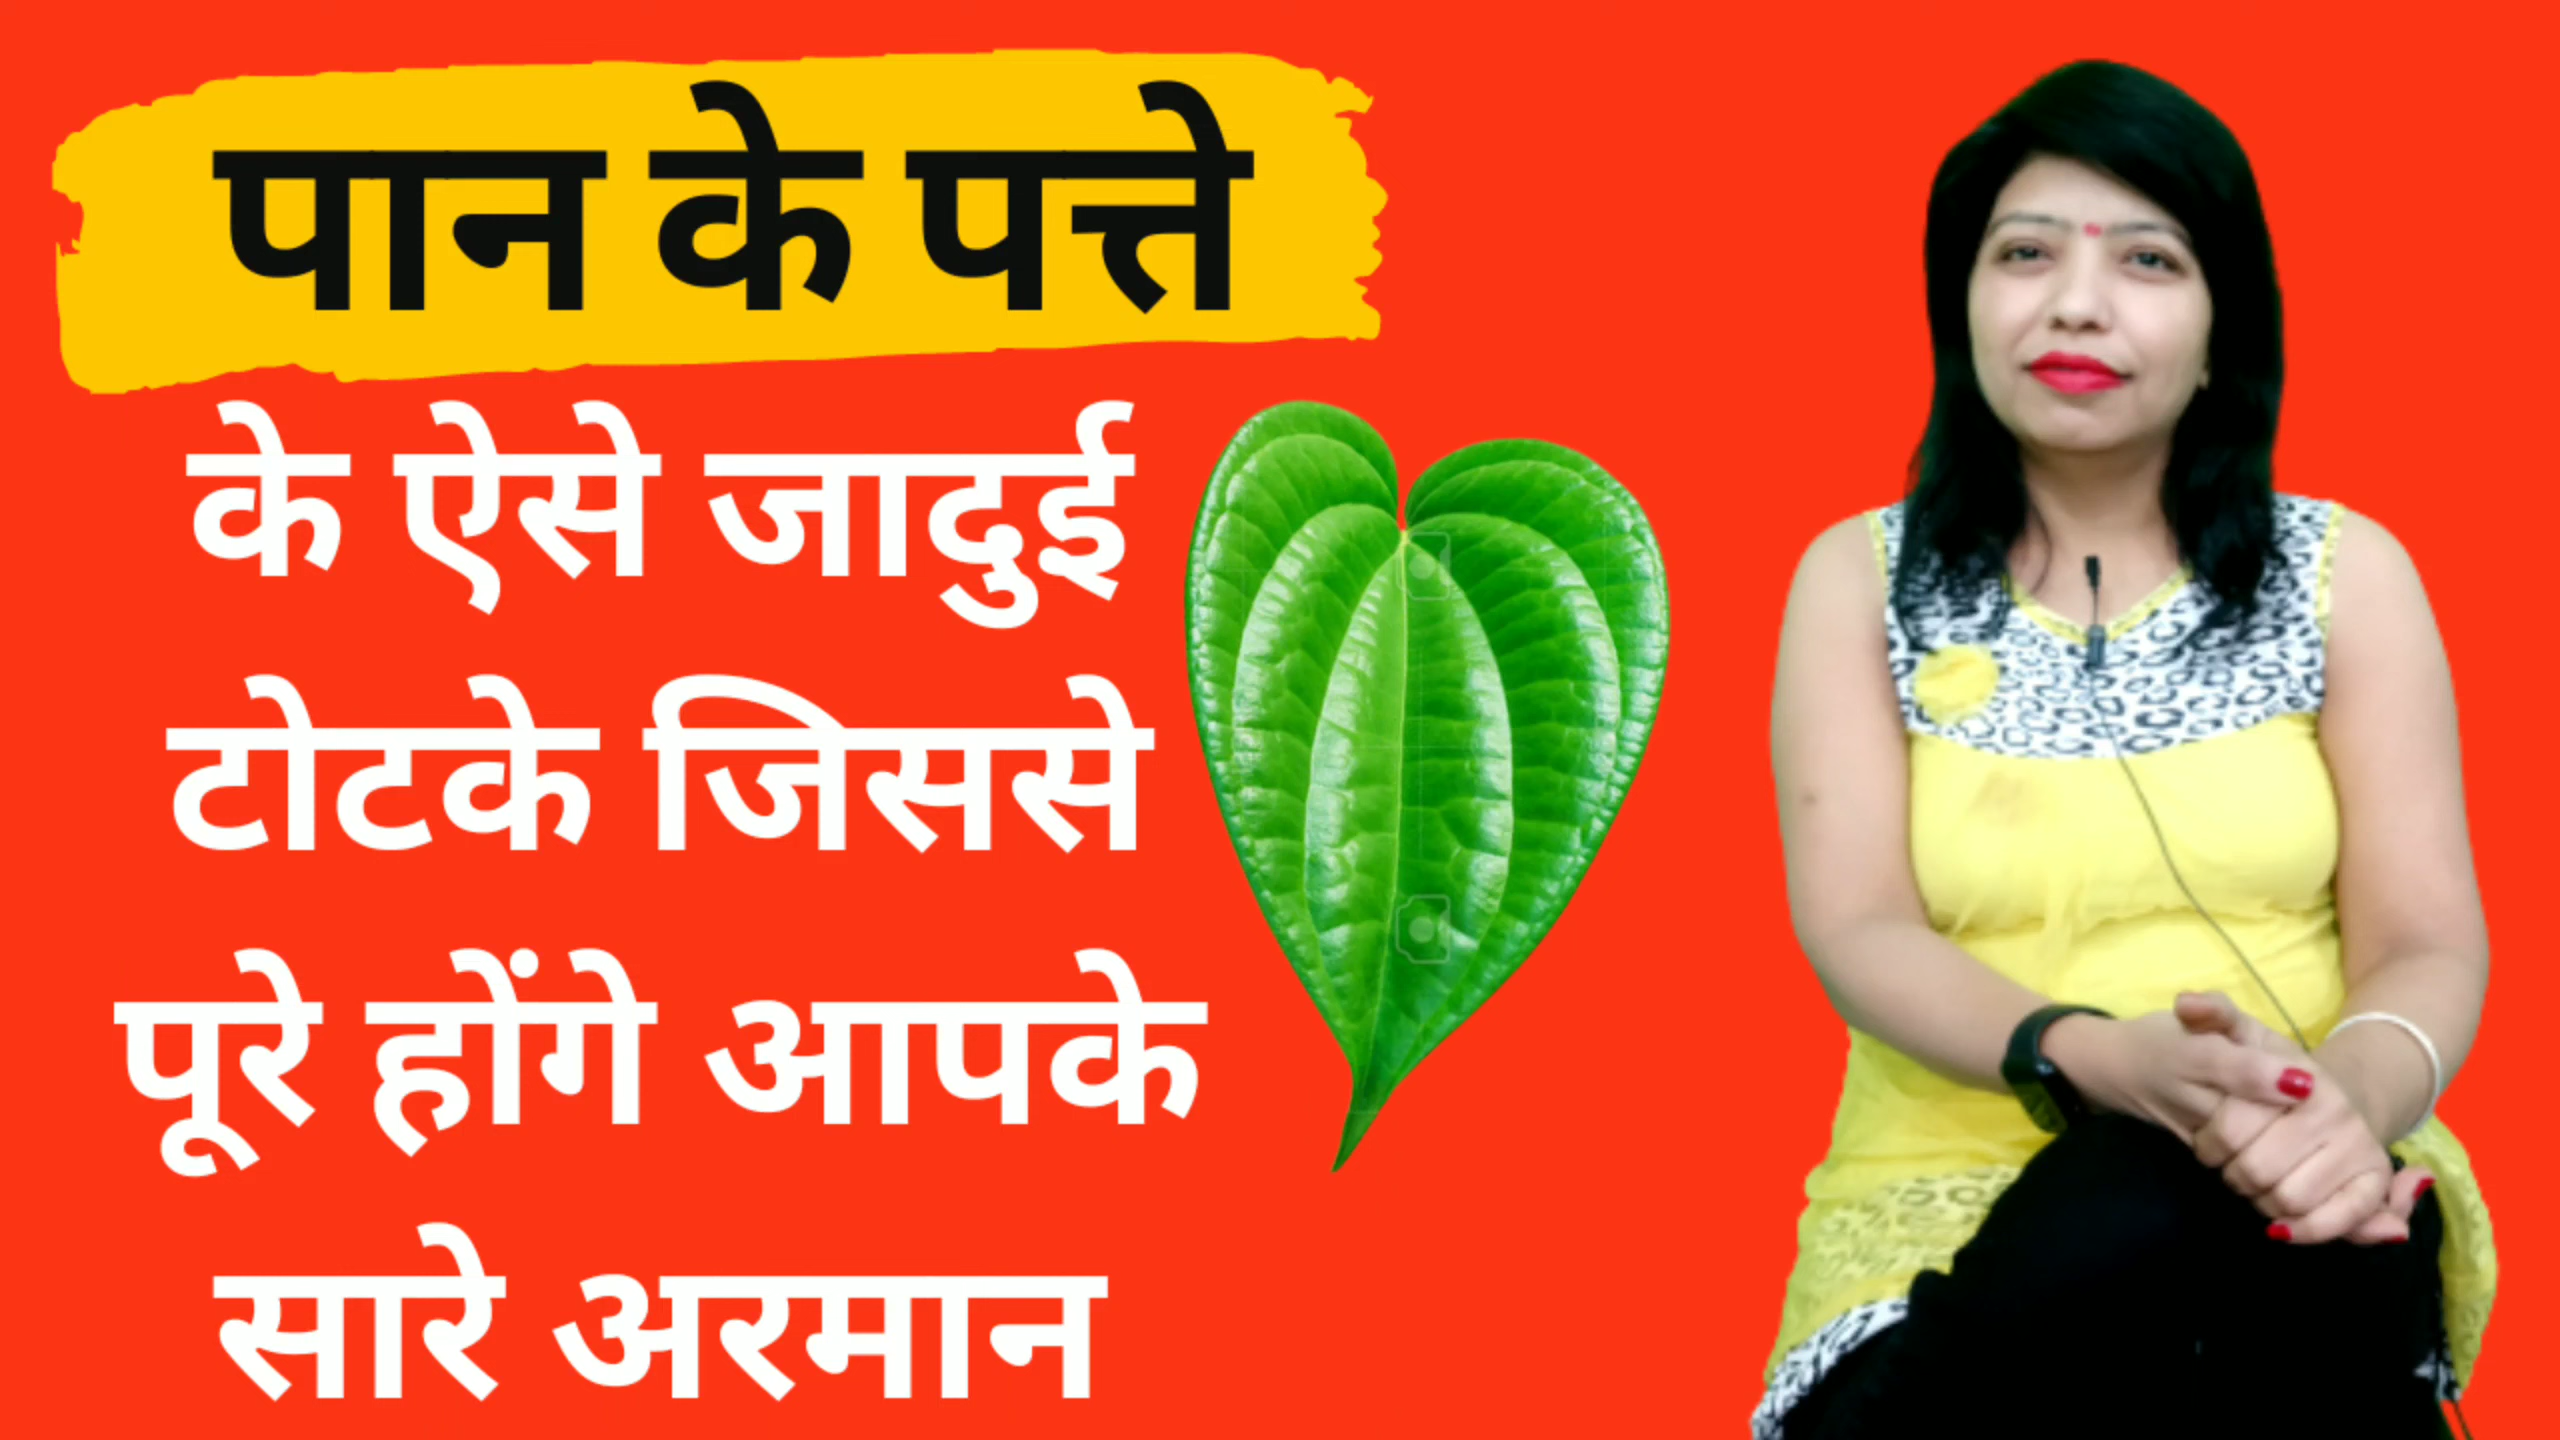 पान के पत्ते
के ऐसे जादुई
टोटके जिससे
पूरे होंगे आपके
सारे अरमान